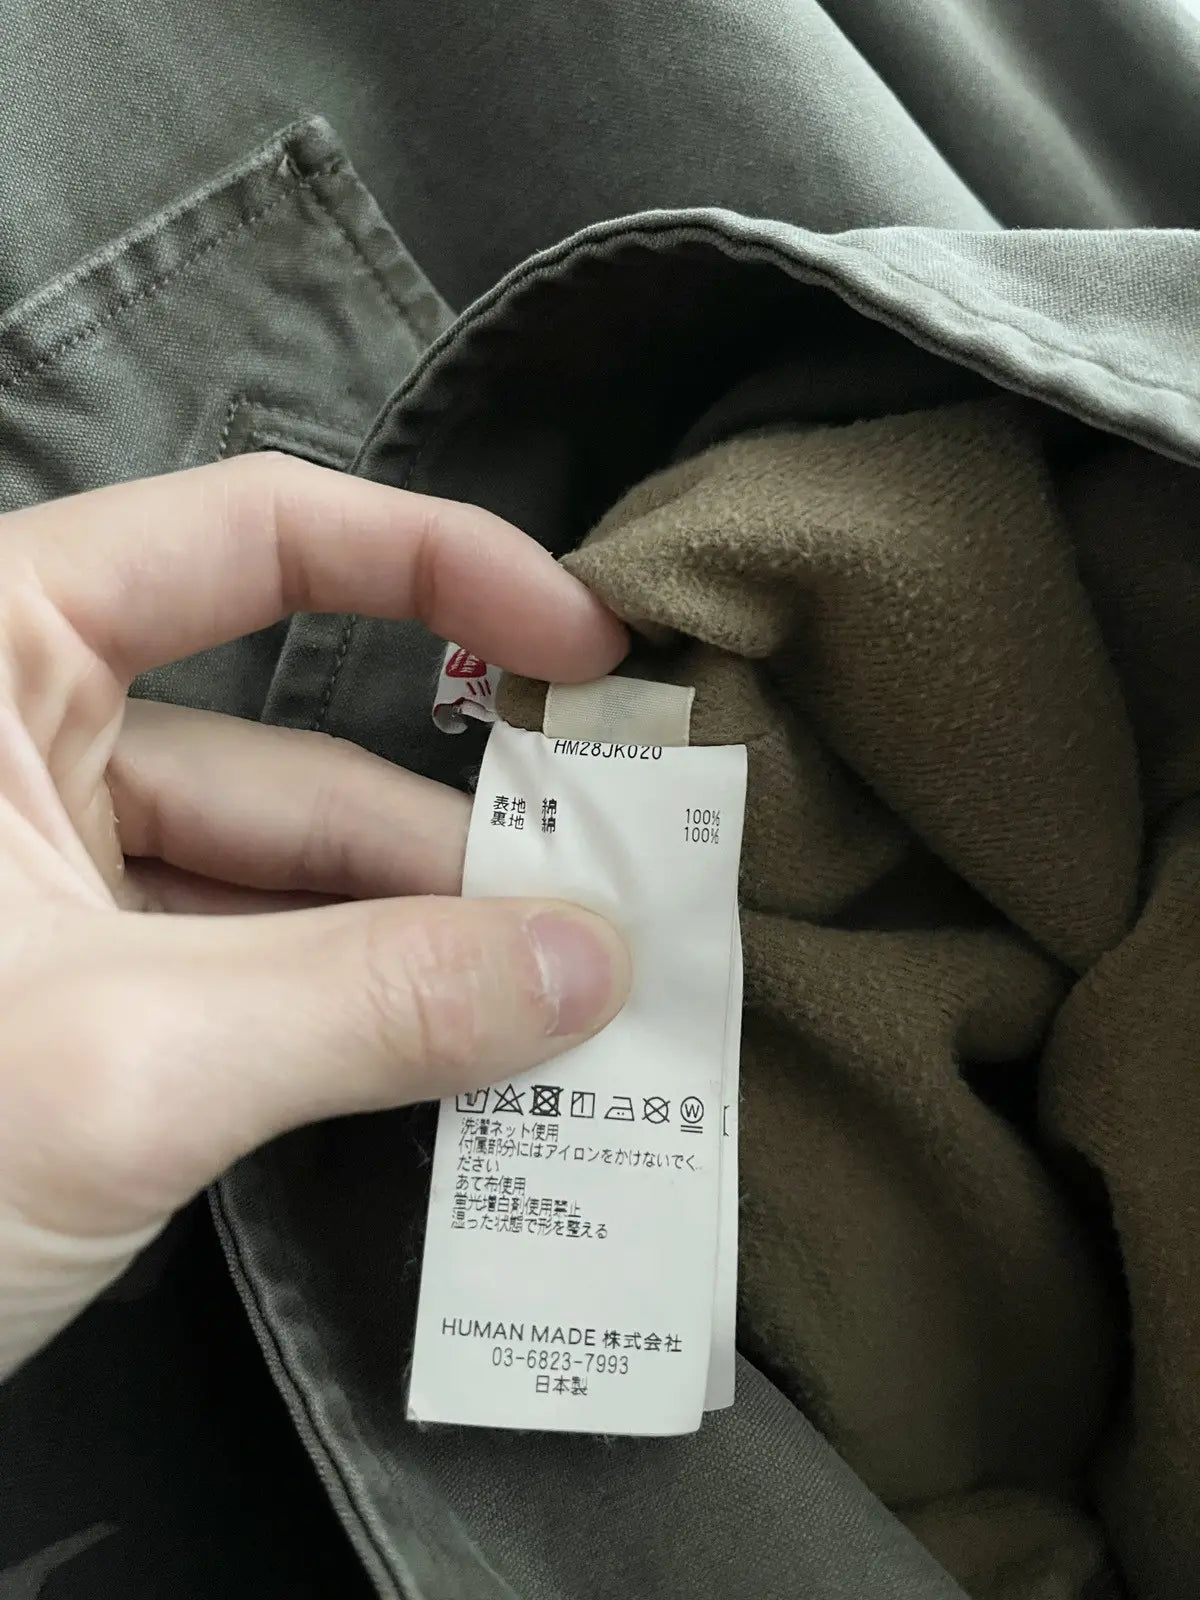 HM28JK020
表地 綿 100%
裏地 綿 100%
W
洗濯ネット使用
付属部分にはアイロンをかけないでく
ださい
あて布使用
蛍光増白剤使用禁止
湿った状態で形を整える
HUMAN MADE 株式会社
03-6823-7993
日本製